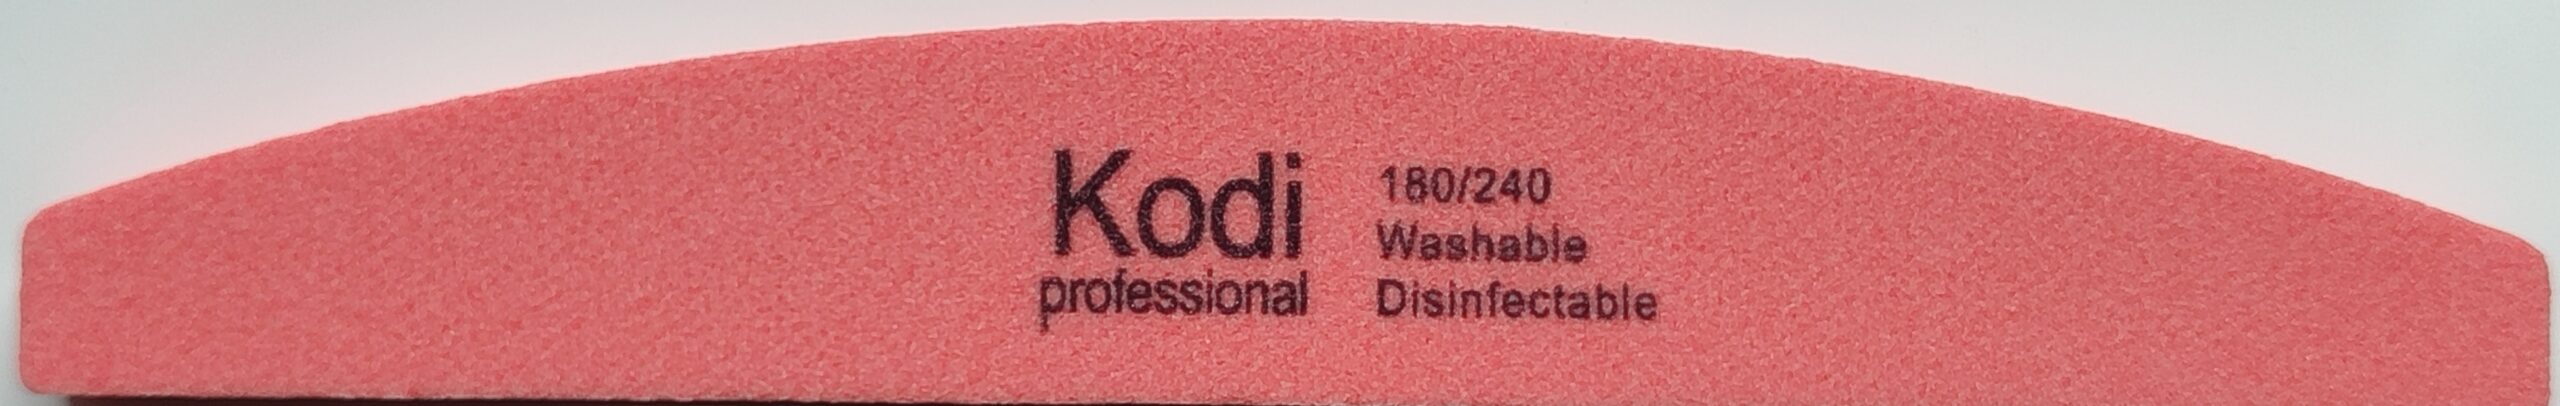 Kodi
professional
180/240
Washable
Disinfectable